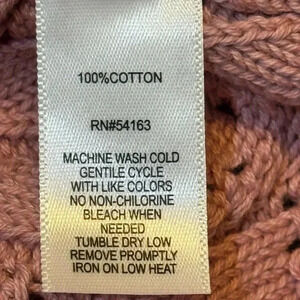 100%COTTON
RN#54163
MACHINE WASH COLD
GENTLE CYCLE
WITH LIKE COLORS
NO NON-CHILORINE
BLEACH WHEN
NEEDED
TUMBLE DRY LOW
REMOVE PROMPTLY
IRON ON LOW HEAT